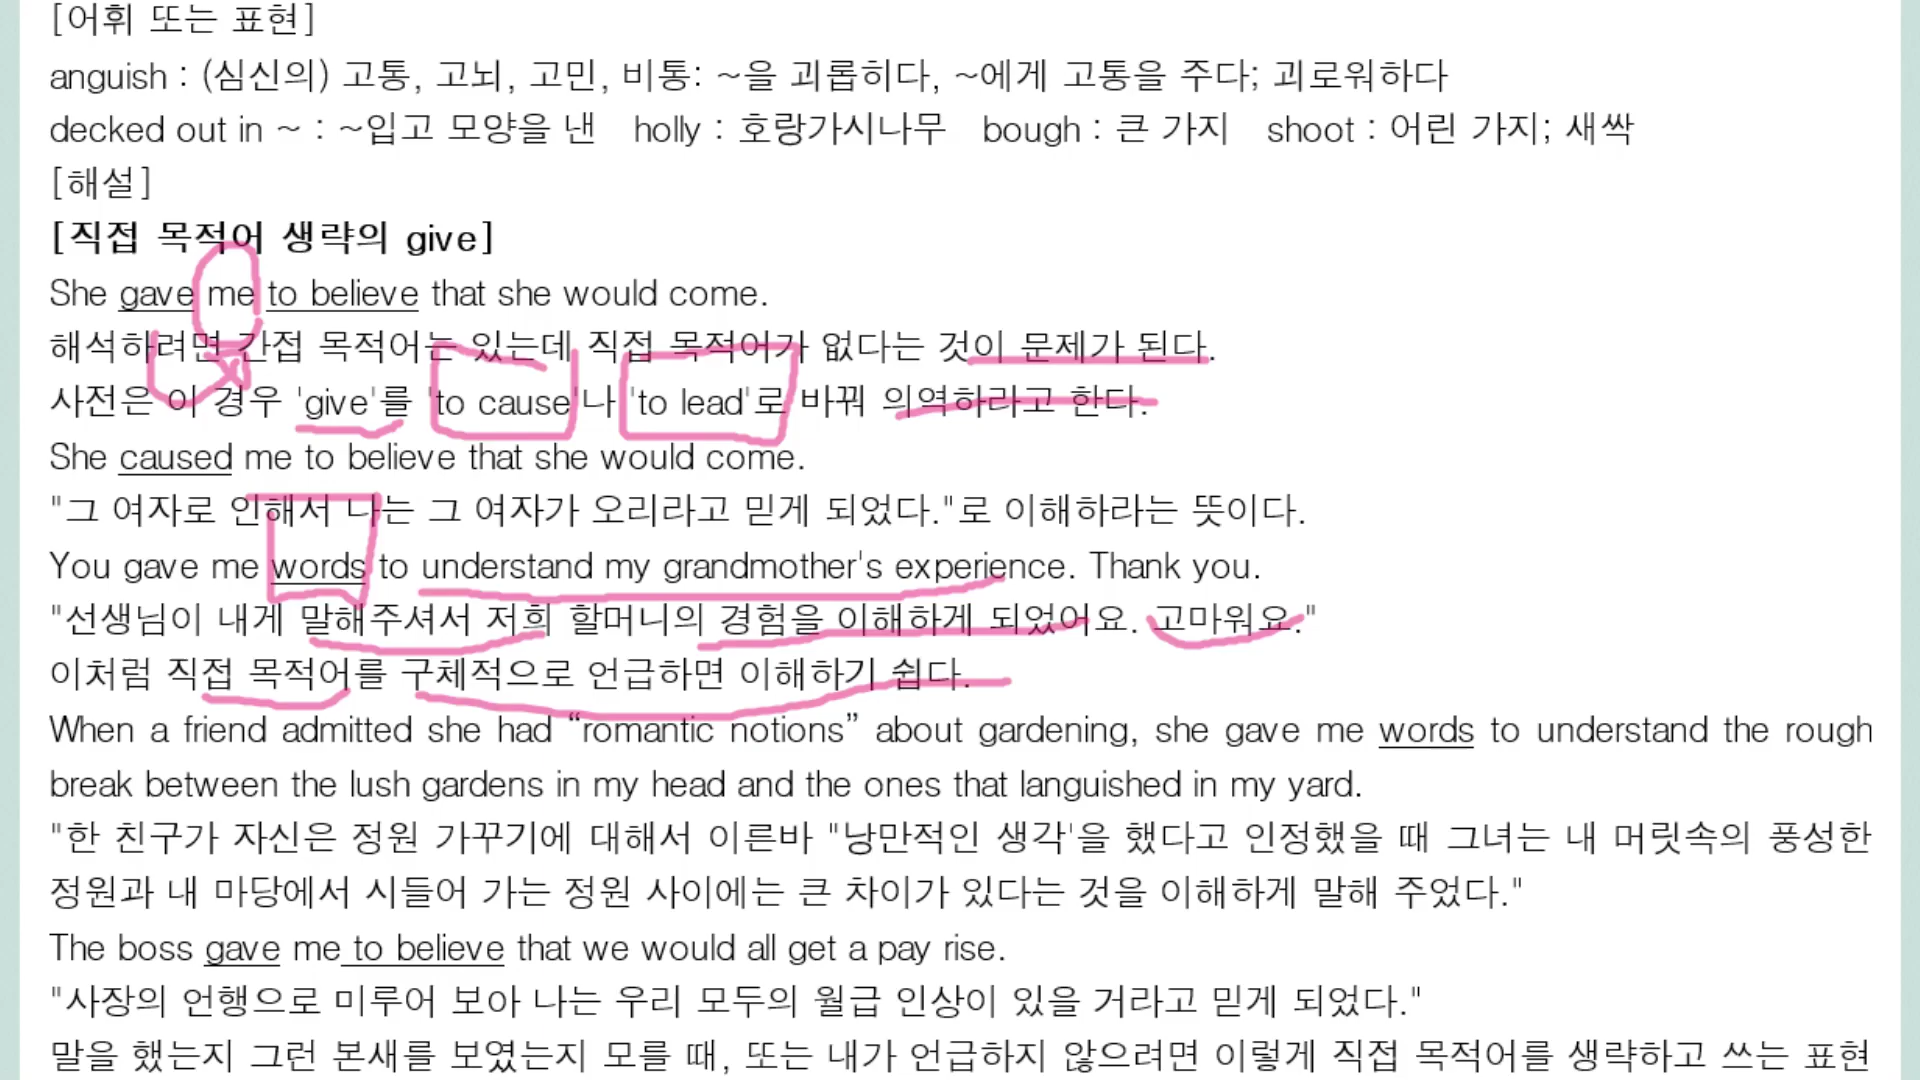 [어휘 또는 표현]
anguish : (심신의) 고통, 고뇌, 고민, 비통: ~을 괴롭히다, ~에게 고통을 주다; 괴로워하다
decked out in ~ : ~입고 모양을 낸 holly : 호랑가시나무 bough : 큰 가지 shoot : 어린 가지; 새싹
[해설]
[직접 목적어 생략의 give]
She gave me to believe that she would come.
해석하려면 간접 목적어는 있는데 직접 목적어가 없다는 것이 문제가 된다.
사전은 이 경우 'give'를 'to cause'나 'to lead'로 바꿔 의역하라고 한다.
She caused me to believe that she would come.
"그 여자로 인해서 나는 그 여자가 오리라고 믿게 되었다."로 이해하라는 뜻이다.
You gave me words to understand my grandmother's experience. Thank you.
"선생님이 내게 말해주셔서 저희 할머니의 경험을 이해하게 되었어요. 고마워요."
이처럼 직접 목적어를 구체적으로 언급하면 이해하기 쉽다.
When a friend admitted she had “romantic notions” about gardening, she gave me words to understand the rough
break between the lush gardens in my head and the ones that languished in my yard.
"한 친구가 자신은 정원 가꾸기에 대해서 이른바 "낭만적인 생각'을 했다고 인정했을 때 그녀는 내 머릿속의 풍성한
정원과 내 마당에서 시들어 가는 정원 사이에는 큰 차이가 있다는 것을 이해하게 말해 주었다."
The boss gave me to believe that we would all get a pay rise.
"사장의 언행으로 미루어 보아 나는 우리 모두의 월급 인상이 있을 거라고 믿게 되었다."
말을 했는지 그런 본새를 보였는지 모를 때, 또는 내가 언급하지 않으려면 이렇게 직접 목적어를 생략하고 쓰는 표현